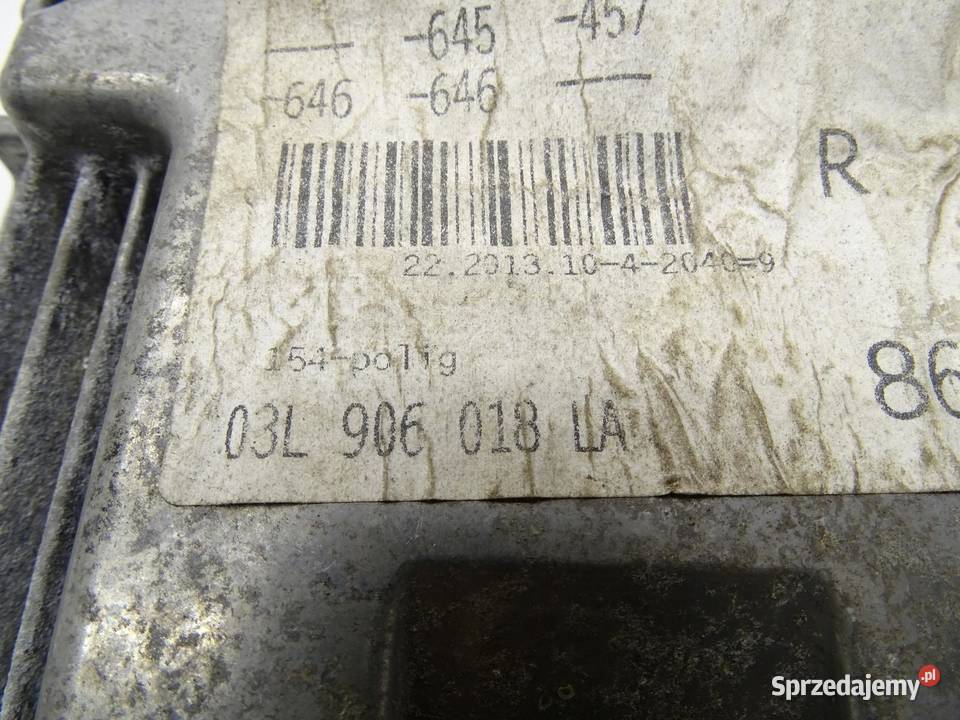 -645 -457
-646 -646
R
22.2013.10-4-2040=9
154-polig
86
03L 906 018 LA
Sprzedajemy.pl